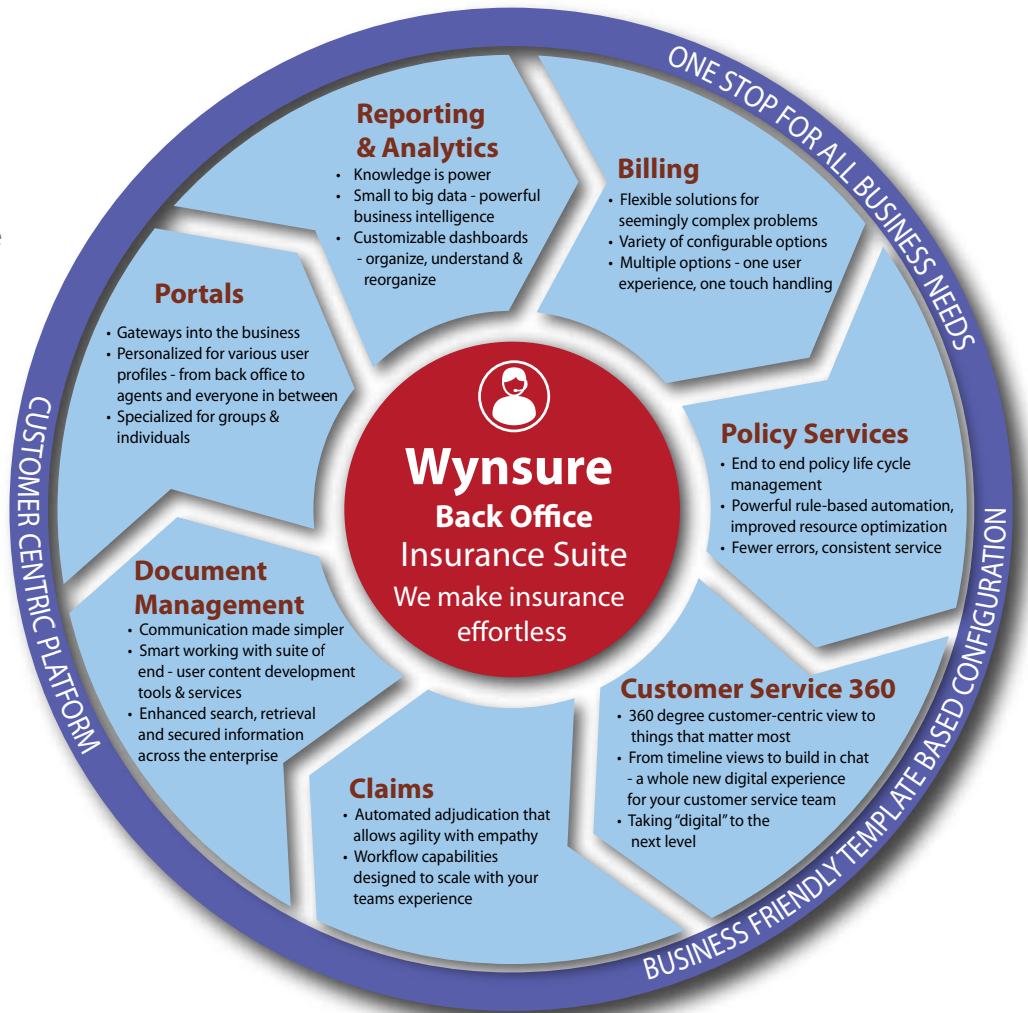 ONE STOP FOR ALL BUSINESS NEEDS
BUSINESS FRIENDLY TEMPLATE BASED CONFIGURATION
CUSTOMER CENTRIC PLATFORM
Wynsure
Back Office
Insurance Suite
We make insurance
effortless
Reporting
& Analytics
• Knowledge is power
• Small to big data - powerful
business intelligence
• Customizable dashboards
- organize, understand &
reorganize
Billing
• Flexible solutions for
seemingly complex problems
• Variety of configurable options
• Multiple options - one user
experience, one touch handling
Policy Services
• End to end policy life cycle
management
• Powerful rule-based automation,
improved resource optimization
• Fewer errors, consistent service
Customer Service 360
• 360 degree customer-centric view to
things that matter most
• From timeline views to build in chat
- a whole new digital experience
for your customer service team
• Taking “digital” to the
next level
Claims
• Automated adjudication that
allows agility with empathy
• Workflow capabilities
designed to scale with your
teams experience
Document
Management
• Communication made simpler
• Smart working with suite of
end - user content development
tools & services
• Enhanced search, retrieval
and secured information
across the enterprise
Portals
• Gateways into the business
• Personalized for various user
profiles - from back office to
agents and everyone in between
• Specialized for groups &
individuals